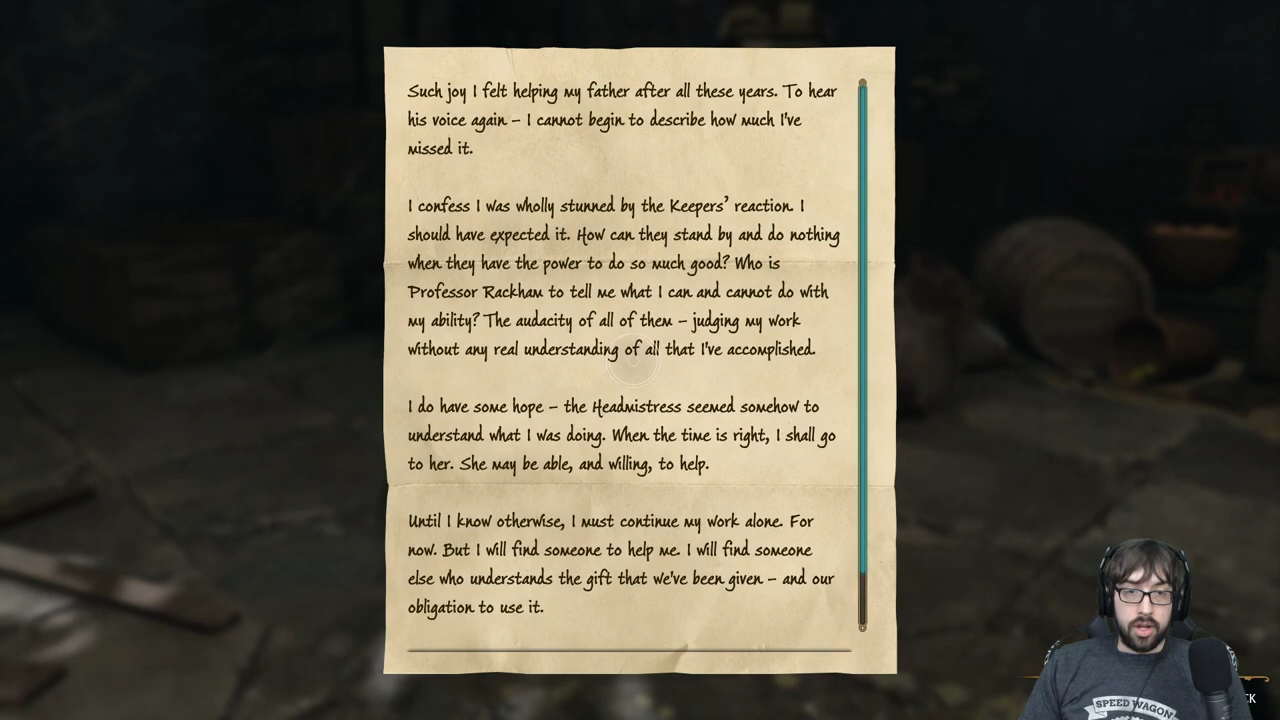 Such joy I felt helping my father after all these years. To hear
his voice again – I cannot begin to describe how much I've
missed it.
I confess I was wholly stunned by the Keepers' reaction. I
should have expected it. How can they stand by and do nothing
when they have the power to do so much good? Who is
Professor Rackham to tell me what I can and cannot do with
my ability? The audacity of all of them – judging my work
without any real understanding of all that I've accomplished.
I do have some hope – the Headmistress seemed somehow to
understand what I was doing. When the time is right, I shall go
to her. She may be able, and willing, to help.
Until I know otherwise, I must continue my work alone. For
now. But I will find someone to help me. I will find someone
else who understands the gift that we've been given – and our
obligation to use it.
SPEED WAGON